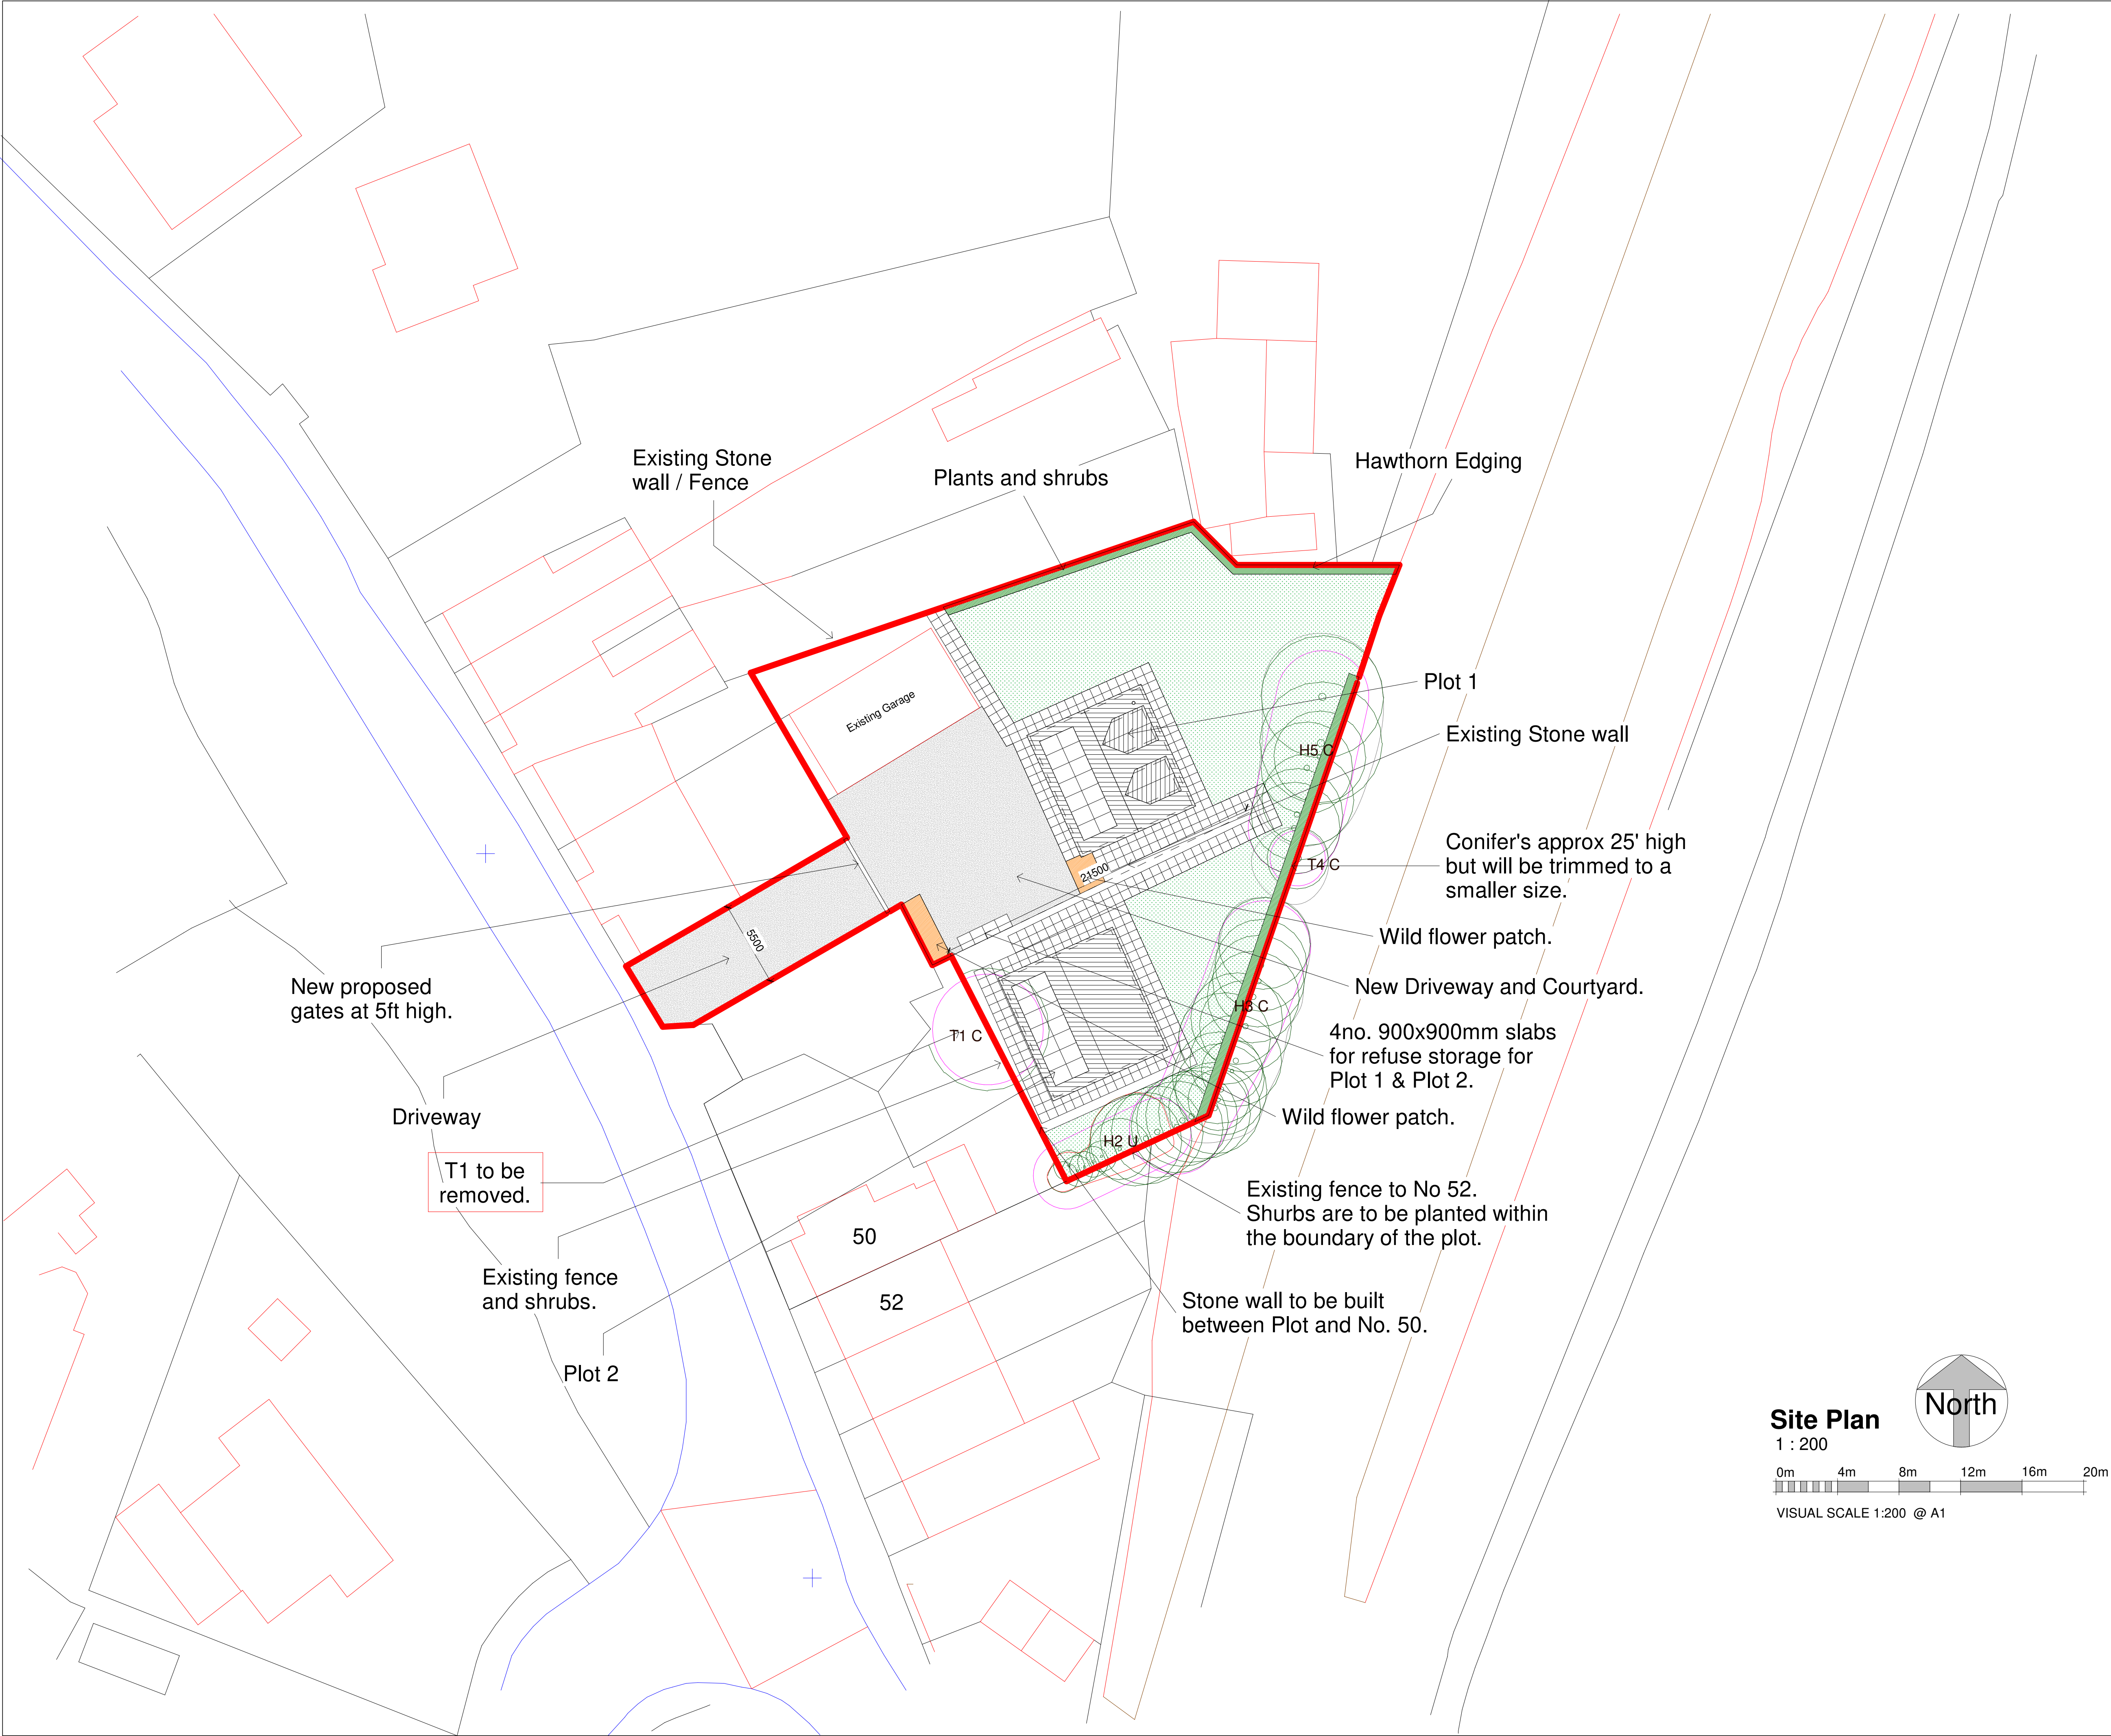 Existing Stone
wall / Fence
Plants and shrubs
Hawthorn Edging
Existing Garage
Plot 1
Existing Stone wall
H5 C
Conifer's approx 25' high
but will be trimmed to a
smaller size.
T4 C
21500
Wild flower patch.
5500
New proposed
gates at 5ft high.
New Driveway and Courtyard.
H3 C
T1 C
4no. 900x900mm slabs
for refuse storage for
Plot 1 & Plot 2.
Driveway
Wild flower patch.
H2 U
T1 to be
removed.
Existing fence to No 52.
Shurbs are to be planted within
the boundary of the plot.
50
Existing fence
and shrubs.
52
Stone wall to be built
between Plot and No. 50.
Plot 2
North
Site Plan
1 : 200
0m 4m 8m 12m 16m 20m
VISUAL SCALE 1:200 @ A1